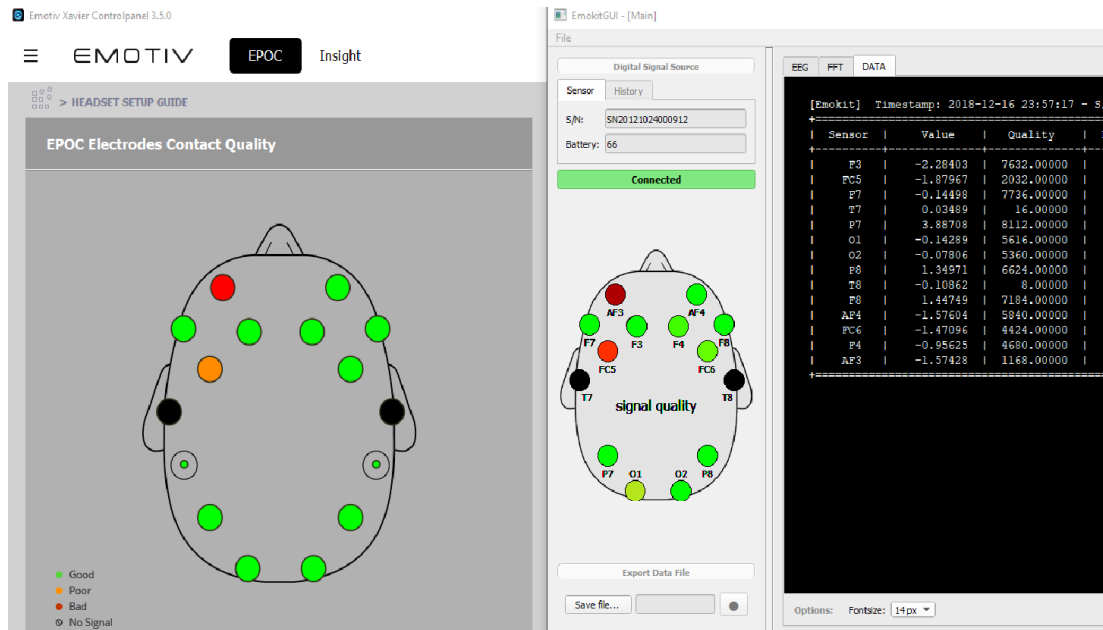 Emotiv Xavier Controlpanel 3.5.0
EMOTIV
EPOC
Insight
> HEADSET SETUP GUIDE
EPOC Electrodes Contact Quality
Good
Poor
Bad
No Signal
EmokitGUI - [Main]
File
Digital Signal Source
Sensor
History
S/N:
SN20121024000912
Battery:
66
Connected
AF3
AF4
F7
F3
F4
F8
FC5
FC6
T7
T8
signal quality
P7
O1
O2
P8
Export Data File
Save file...
EEG
FFT
DATA
[Emokit] Timestamp: 2018-12-16 23:57:17 - S
| Sensor | Value | Quality |
| F3 | -2.28403 | 7632.00000 |
| FC5 | -1.87967 | 2032.00000 |
| F7 | -0.14498 | 7736.00000 |
| T7 | 0.03489 | 16.00000 |
| P7 | 3.88708 | 8112.00000 |
| O1 | -0.14289 | 5616.00000 |
| O2 | -0.07806 | 5360.00000 |
| P8 | 1.34971 | 6624.00000 |
| T8 | -0.10862 | 8.00000 |
| F8 | 1.44749 | 7184.00000 |
| AF4 | -1.57604 | 5840.00000 |
| FC6 | -1.47096 | 4424.00000 |
| F4 | -0.95625 | 4680.00000 |
| AF3 | -1.57428 | 1168.00000 |
Options:
Fontsize:
14px